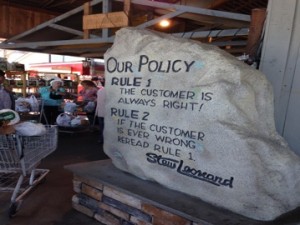 OUR POLICY
RULE 1
THE CUSTOMER IS
ALWAYS RIGHT!
RULE 2
IF THE CUSTOMER
IS EVER WRONG,
REREAD RULE 1.
Stew Leonard